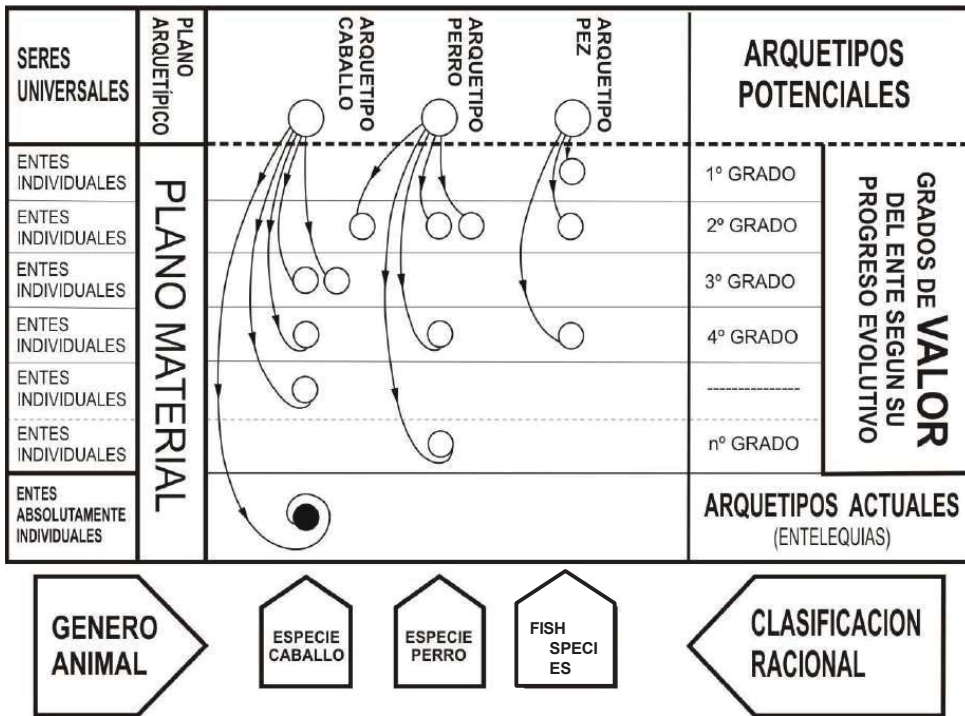 SERES
UNIVERSALES
PLANO
ARQUETÍPICO
ARQUETIPO
CABALLO
ARQUETIPO
PERRO
ARQUETIPO
PEZ
ARQUETIPOS
POTENCIALES
ENTES
INDIVIDUALES
1º GRADO
ENTES
INDIVIDUALES
2º GRADO
ENTES
INDIVIDUALES
3º GRADO
ENTES
INDIVIDUALES
4º GRADO
ENTES
INDIVIDUALES
---------------
ENTES
INDIVIDUALES
nº GRADO
PLANO MATERIAL
GRADOS DE VALOR
DEL ENTE SEGUN SU
PROGRESO EVOLUTIVO
ENTES
ABSOLUTAMENTE
INDIVIDUALES
ARQUETIPOS ACTUALES
(ENTELEQUIAS)
GENERO
ANIMAL
ESPECIE
CABALLO
ESPECIE
PERRO
FISH
SPECI
ES
CLASIFICACION
RACIONAL